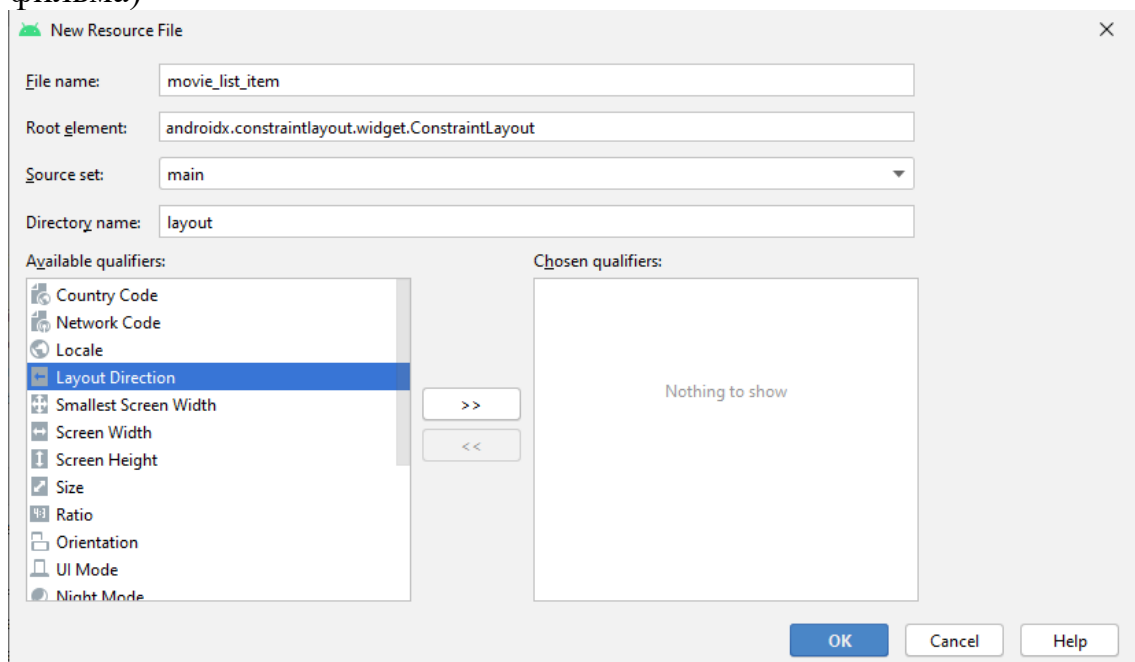 фильма)
New Resource File
File name: movie_list_item
Root element: androidx.constraintlayout.widget.ConstraintLayout
Source set: main
Directory name: layout
Available qualifiers:
Chosen qualifiers:
Country Code
Network Code
Locale
Layout Direction
Smallest Screen Width
Screen Width
Screen Height
Size
Ratio
Orientation
UI Mode
Night Mode
>>
<<
Nothing to show
OK Cancel Help